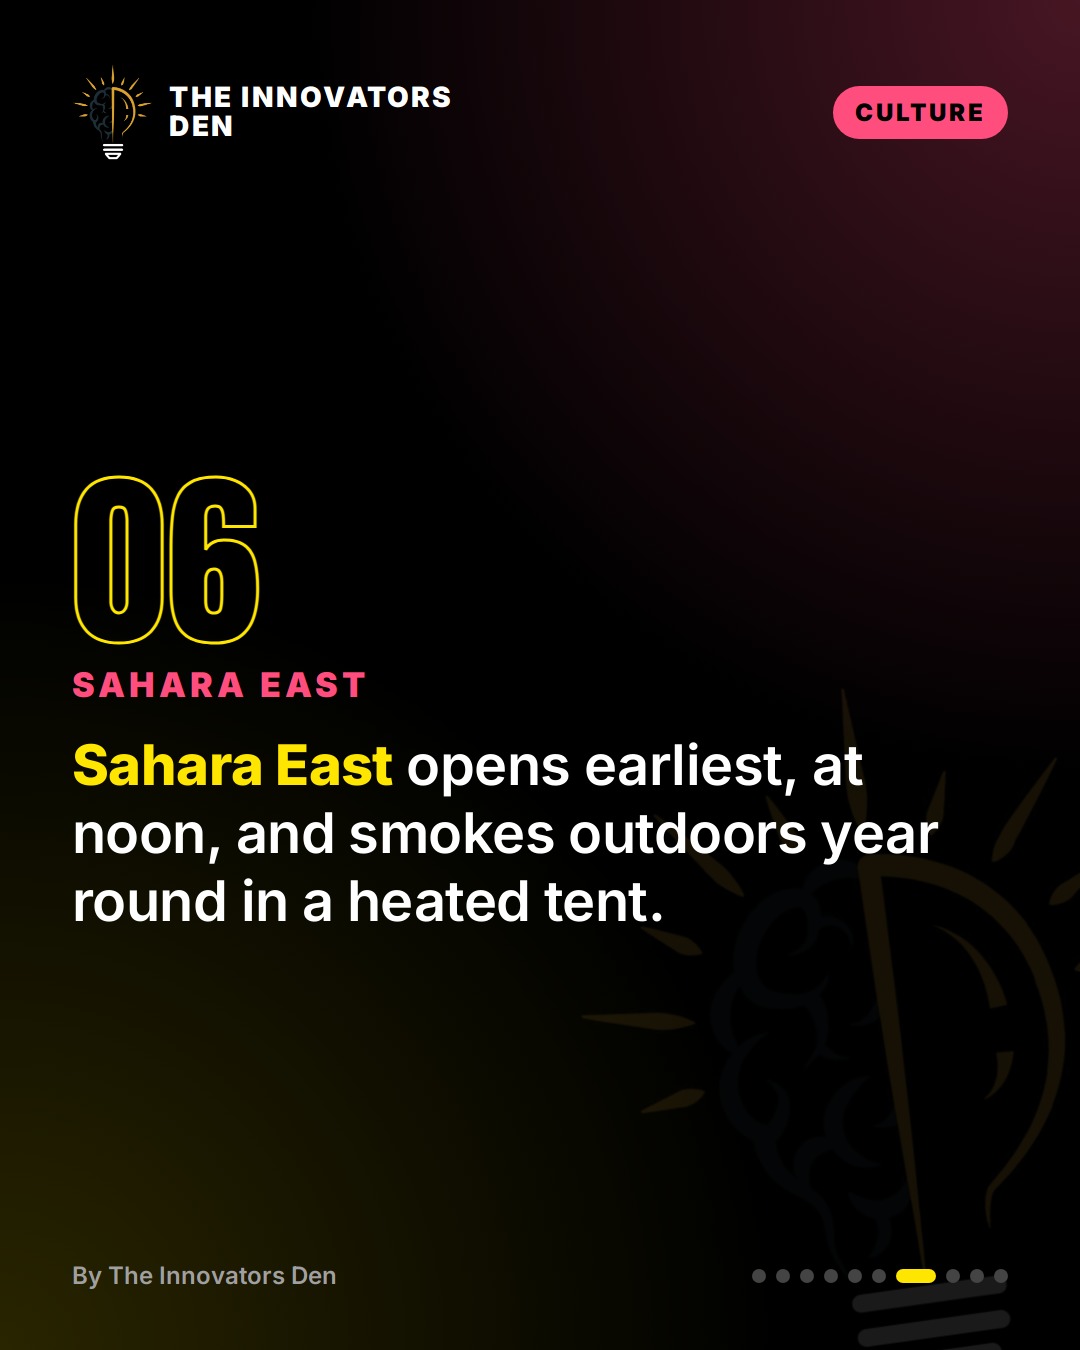 THE INNOVATORS
DEN
CULTURE
06
SAHARA EAST
Sahara East opens earliest, at
noon, and smokes outdoors year
round in a heated tent.
By The Innovators Den